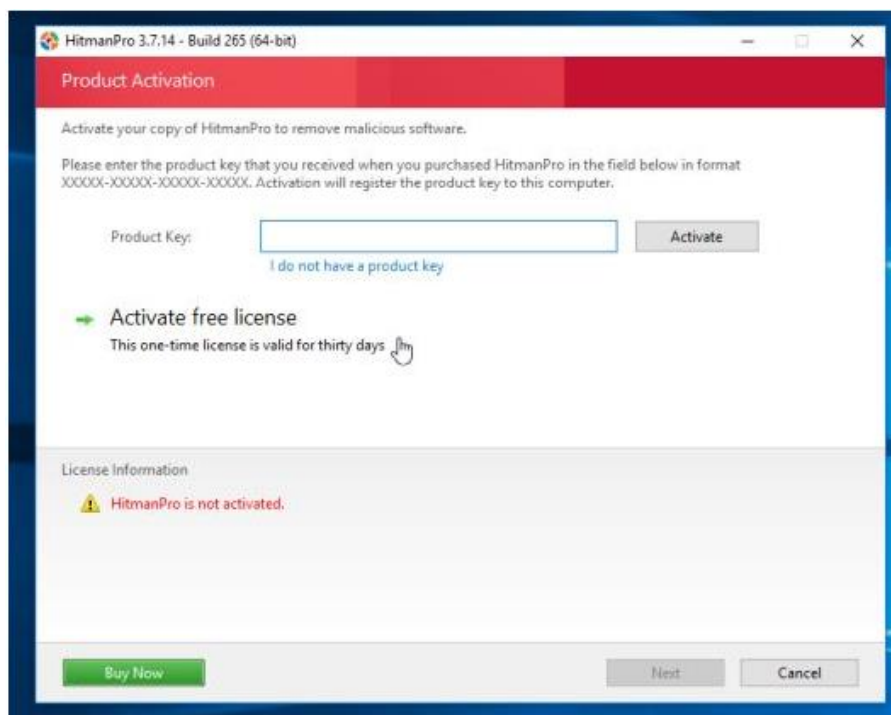 HitmanPro 3.7.14 - Build 265 (64-bit)
Product Activation
Activate your copy of HitmanPro to remove malicious software.
Please enter the product key that you received when you purchased HitmanPro in the field below in format
XXXXX-XXXXX-XXXXX-XXXXX. Activation will register the product key to this computer.
Product Key:
Activate
I do not have a product key
Activate free license
This one-time license is valid for thirty days
License Information
HitmanPro is not activated.
Buy Now
Next
Cancel